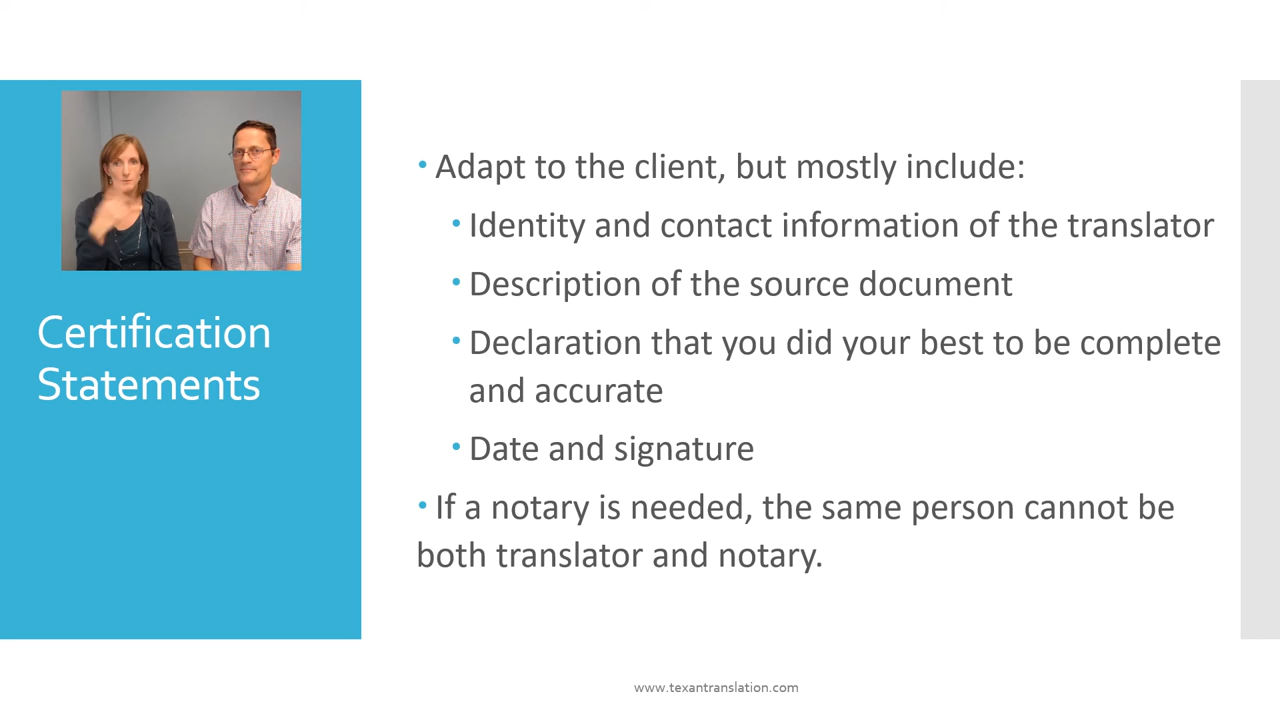 Certification
Statements
• Adapt to the client, but mostly include:
• Identity and contact information of the translator
• Description of the source document
• Declaration that you did your best to be complete
and accurate
• Date and signature
• If a notary is needed, the same person cannot be
both translator and notary.
www.texantranslation.com